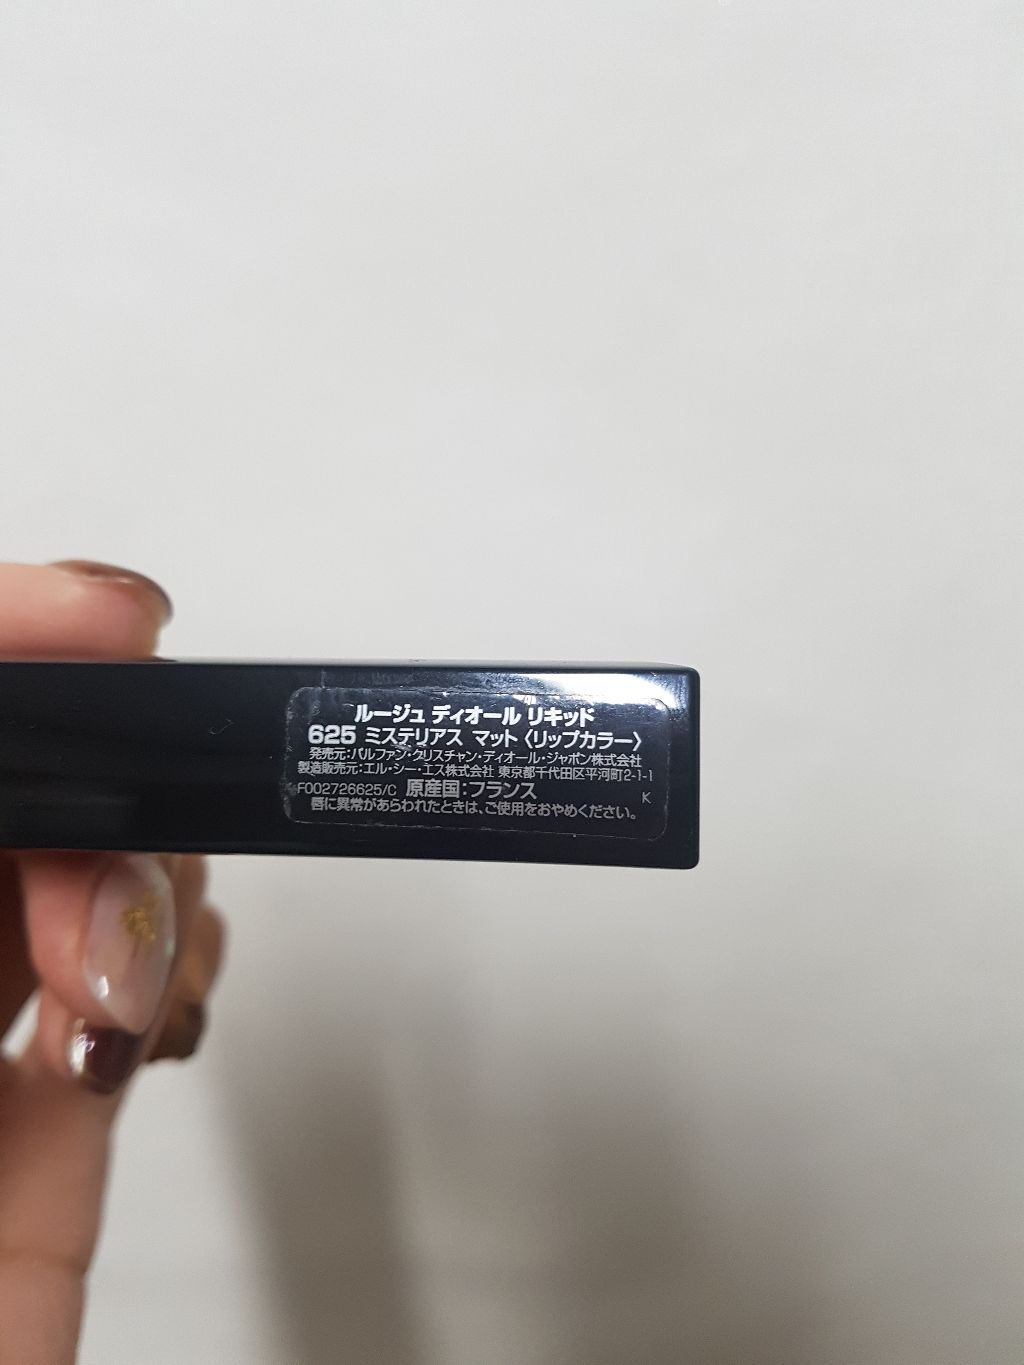 ルージュ ディオール リキッド
625 ミステリアス マット〈リップカラー〉
発売元:パルファン・クリスチャン・ディオール・ジャポン株式会社
製造販売元:エル・シー・エス株式会社 東京都千代田区平河町2-1-1
F002726625/C 原産国:フランス K
唇に異常があらわれたときは、ご使用をおやめください。